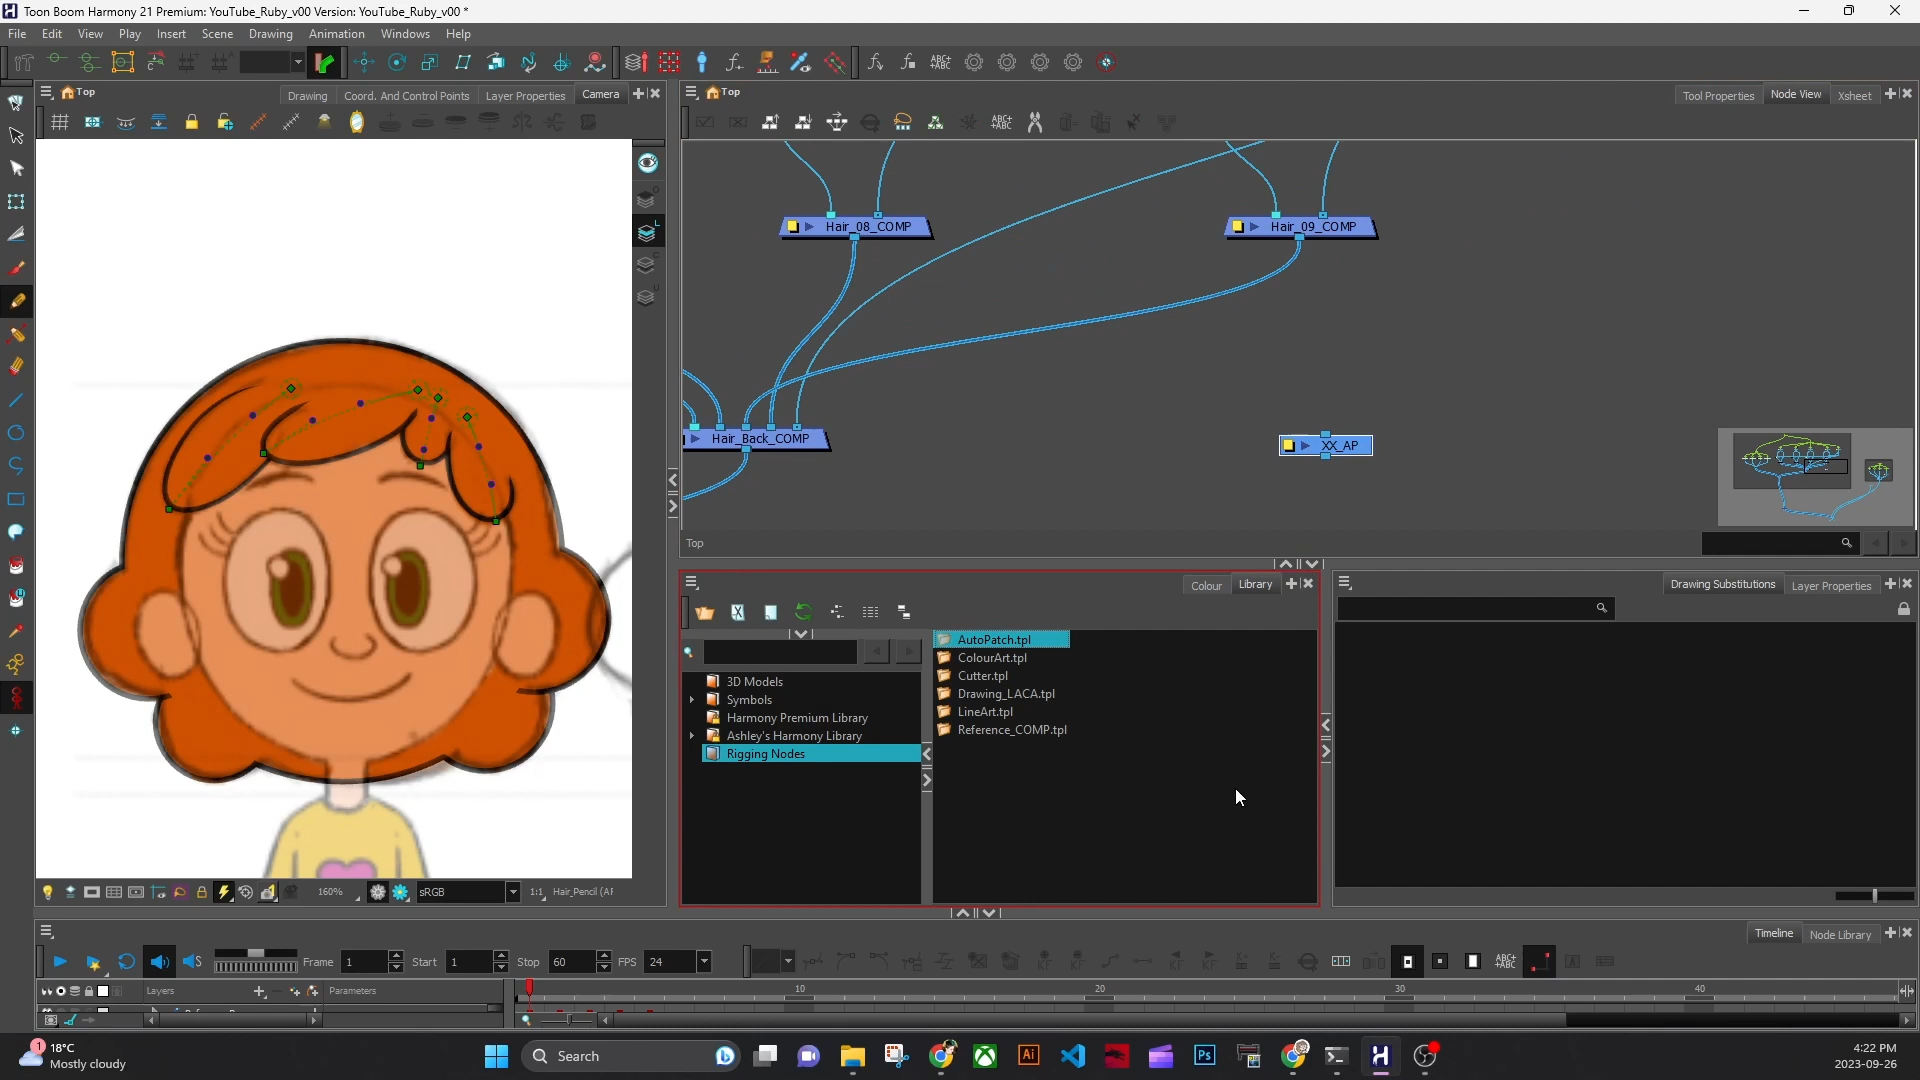 Toon Boom Harmony 21 Premium: YouTube_Ruby_v00 Version: YouTube_Ruby_v00 *
File Edit View Play Insert Scene Drawing Animation Windows Help
Top
Drawing Coord. And Control Points Layer Properties Camera
Top
Tool Properties Node View Xsheet
Hair_08_COMP
Hair_09_COMP
Hair_Back_COMP
XX_AP
Top
Colour Library
Drawing Substitutions Layer Properties
3D Models
Symbols
Harmony Premium Library
Ashley's Harmony Library
Rigging Nodes
AutoPatch.tpl
ColourArt.tpl
Cutter.tpl
Drawing_LACA.tpl
LineArt.tpl
Reference_COMP.tpl
160%
sRGB
1:1
Hair_Pencil (Af
Timeline Node Library
Frame 1 Start 1 Stop 60 FPS 24
Layers Parameters
10 20 30 40
1
18°C
Mostly cloudy
Search
4:22 PM
2023-09-26